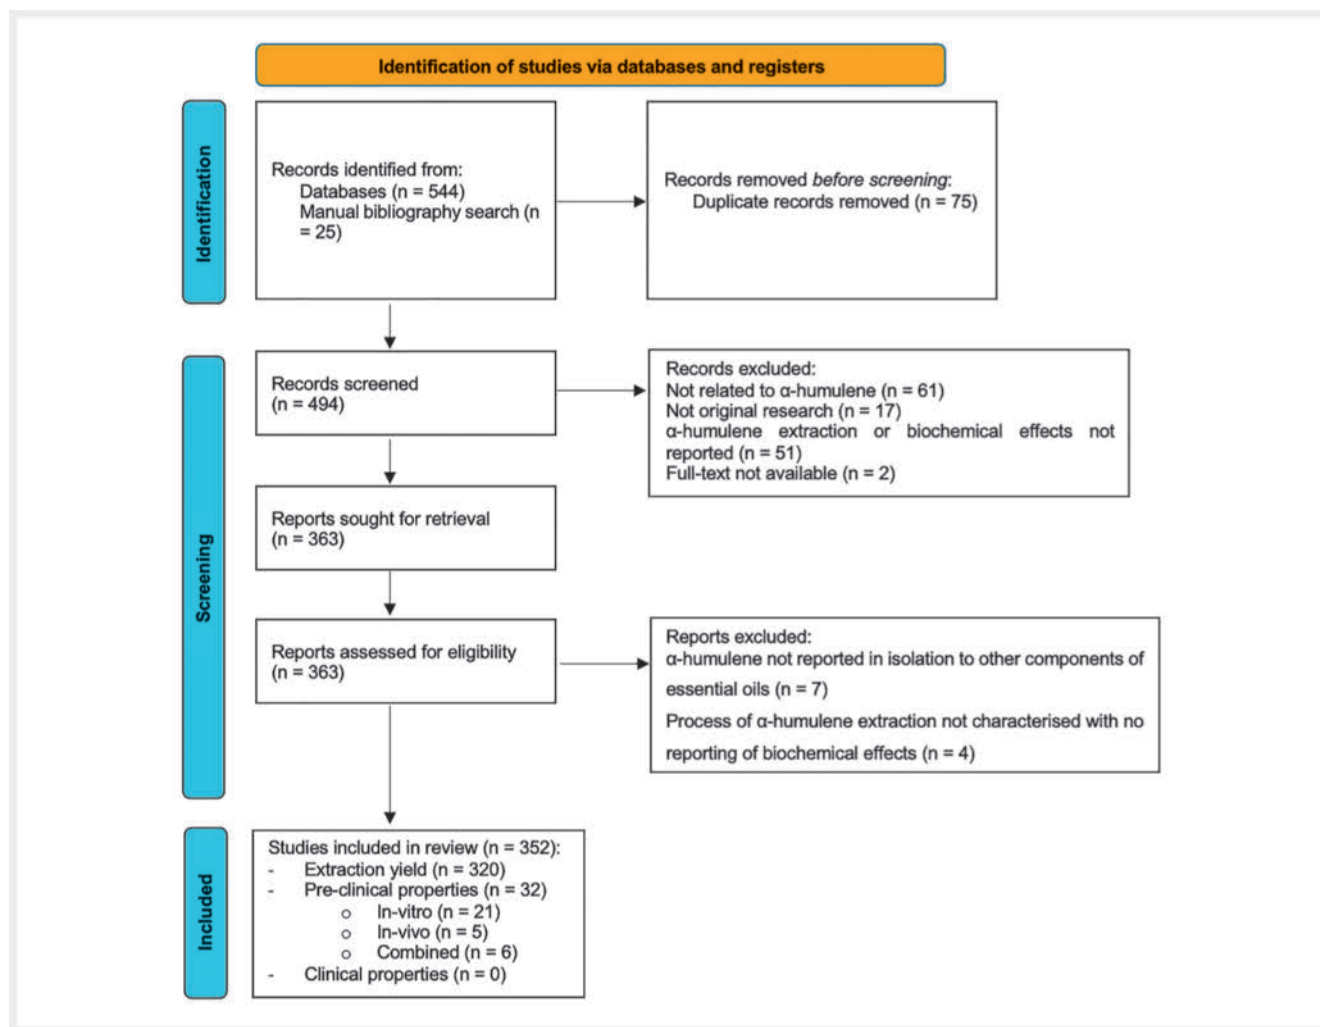 Identification of studies via databases and registers
Identification
Records identified from:
Databases (n = 544)
Manual bibliography search (n
= 25)
Records removed before screening:
Duplicate records removed (n = 75)
Screening
Records screened
(n = 494)
Records excluded:
Not related to α-humulene (n = 61)
Not original research (n = 17)
α-humulene extraction or biochemical effects not
reported (n = 51)
Full-text not available (n = 2)
Reports sought for retrieval
(n = 363)
Reports assessed for eligibility
(n = 363)
Reports excluded:
α-humulene not reported in isolation to other components of
essential oils (n = 7)
Process of α-humulene extraction not characterised with no
reporting of biochemical effects (n = 4)
Included
Studies included in review (n = 352):
- Extraction yield (n = 320)
- Pre-clinical properties (n = 32)
o In-vitro (n = 21)
o In-vivo (n = 5)
o Combined (n = 6)
- Clinical properties (n = 0)